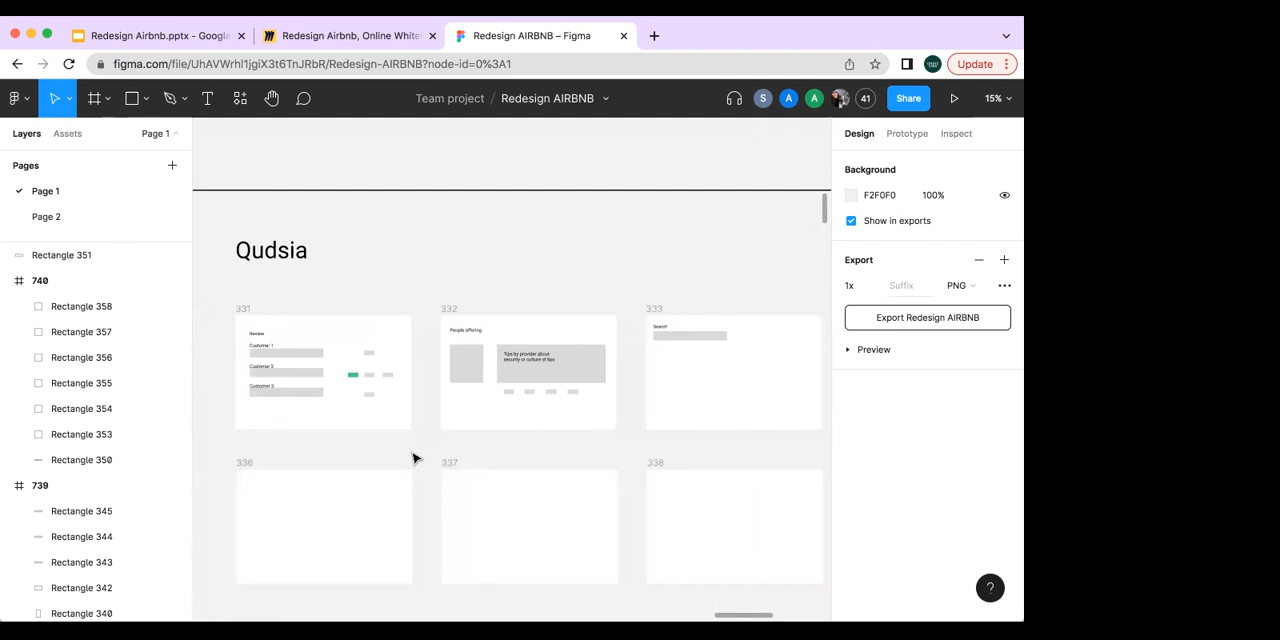 Redesign Airbnb.pptx - Google
Redesign Airbnb, Online White
Redesign AIRBNB – Figma
figma.com/file/UhAVWrhl1jgiX3t6TnJRbR/Redesign-AIRBNB?node-id=0%3A1
Update
Team project / Redesign AIRBNB
S
A
A
41
Share
15%
Layers
Assets
Page 1
Design
Prototype
Inspect
Pages
Page 1
Page 2
Rectangle 351
740
Rectangle 358
Rectangle 357
Rectangle 356
Rectangle 355
Rectangle 354
Rectangle 353
Rectangle 350
739
Rectangle 345
Rectangle 344
Rectangle 343
Rectangle 342
Rectangle 340
Qudsia
331
Review
Customer 1
Customer 2
Customer 3
332
People offering
Tips by provider about
security or culture of tips
333
Search
336
337
338
Background
F2F0F0
100%
Show in exports
Export
1x
Suffix
PNG
Export Redesign AIRBNB
Preview
?